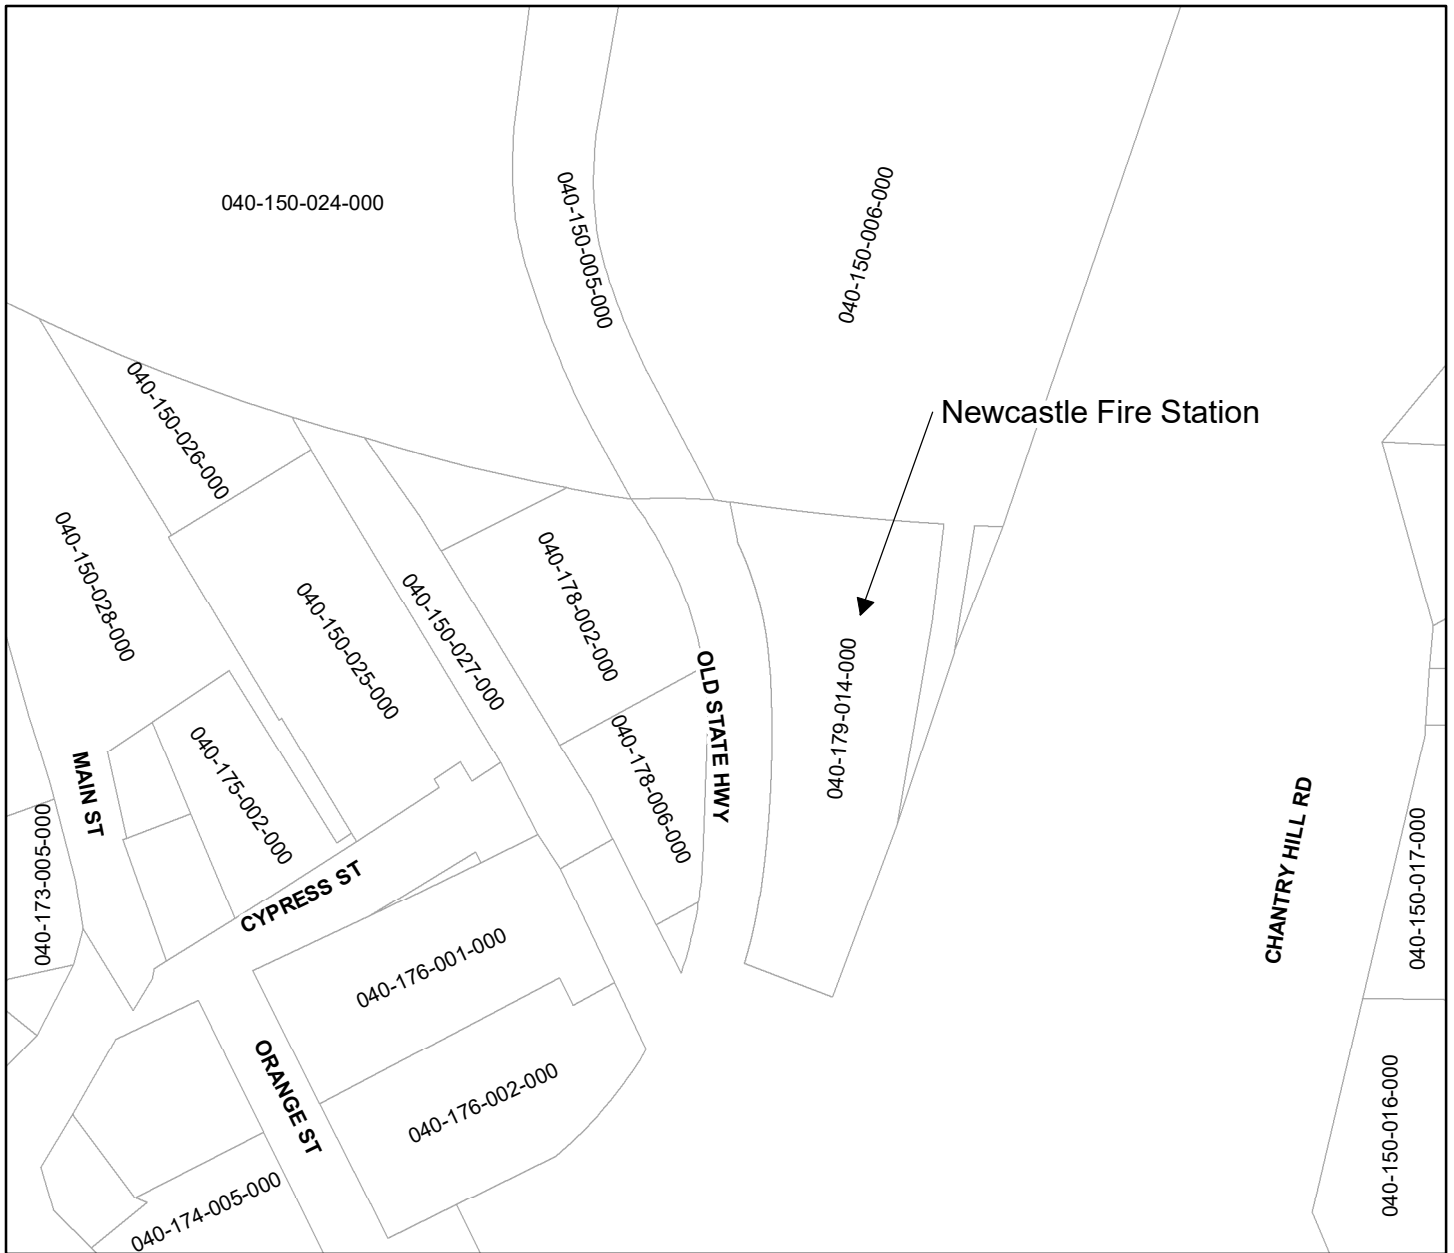 040-150-024-000
040-150-005-000
040-150-006-000
Newcastle Fire Station
040-150-026-000
040-150-028-000
040-150-025-000
040-150-027-000
040-178-002-000
OLD STATE HWY
040-179-014-000
040-178-006-000
MAIN ST
040-175-002-000
040-173-005-000
CYPRESS ST
CHANTRY HILL RD
040-150-017-000
040-176-001-000
ORANGE ST
040-176-002-000
040-150-016-000
040-174-005-000